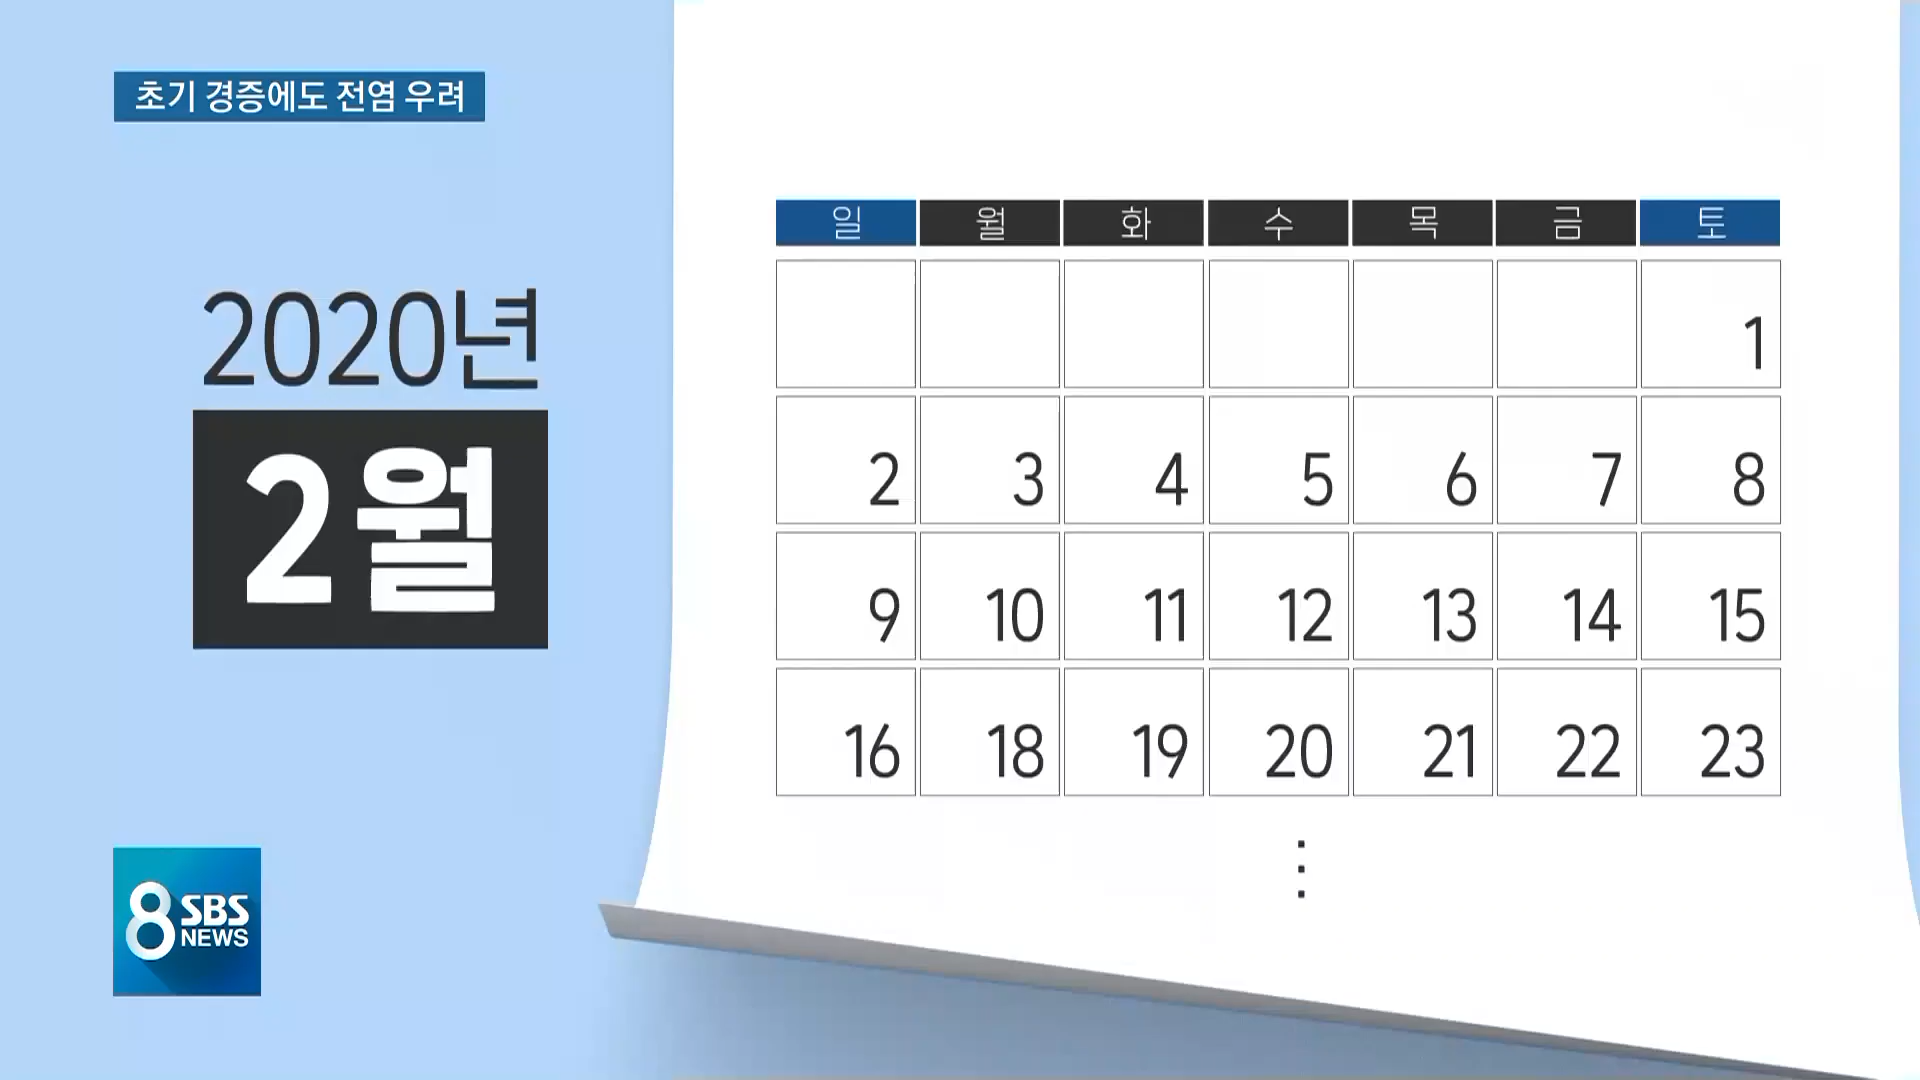 초기 경증에도 전염 우려
2020년
2월
일 월 화 수 목 금 토
1
2 3 4 5 6 7 8
9 10 11 12 13 14 15
16 18 19 20 21 22 23
8 SBS
NEWS